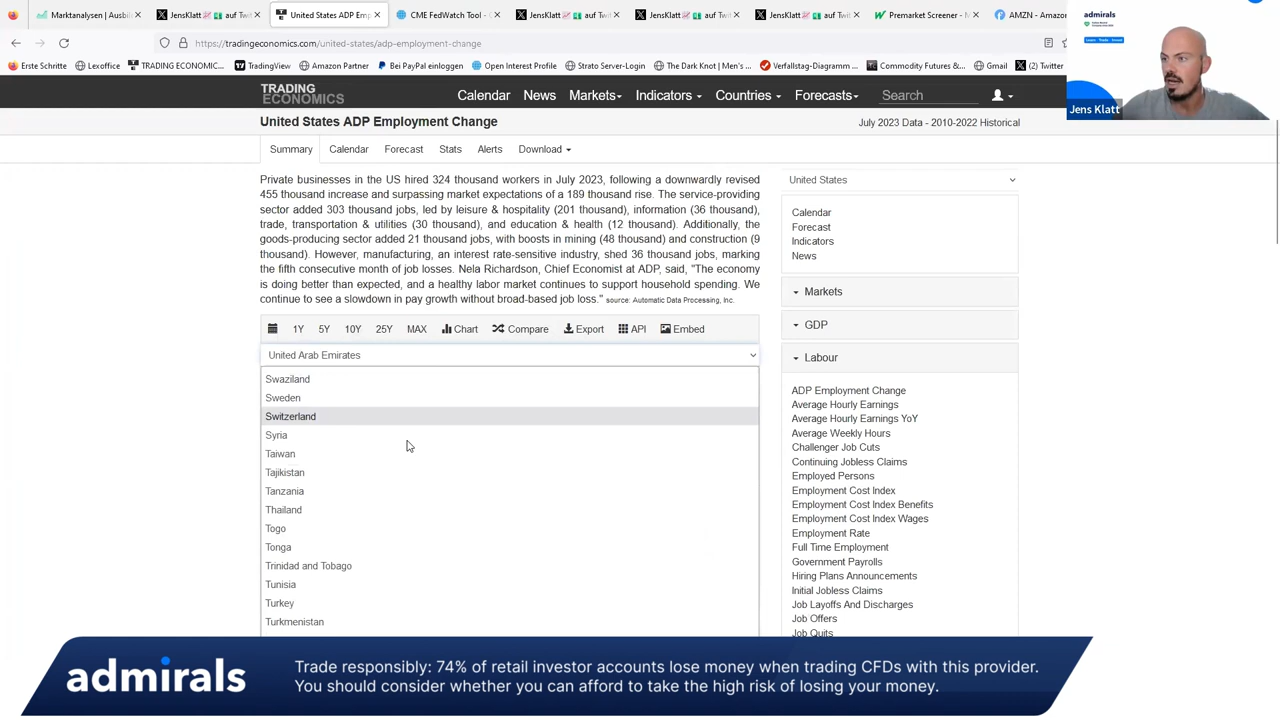 Marktanalysen | Ausbil
JensKlatt auf Twit
United States ADP Emp
CME FedWatch Tool -
JensKlatt auf Twit
JensKlatt auf Twit
JensKlatt auf Twit
Premarket Screener - M
AMZN - Amazon
https://tradingeconomics.com/united-states/adp-employment-change
Erste Schritte
Lexoffice
TRADING ECONOMIC...
TradingView
Amazon Partner
Bei PayPal einloggen
Open Interest Profile
Strato Server-Login
The Dark Knot | Men's ...
Verfallstag-Diagramm ...
Commodity Futures &...
Gmail
(2) Twitter
admirals
Jens Klatt
TRADING
ECONOMICS
Calendar News Markets Indicators Countries Forecasts Search
United States ADP Employment Change
July 2023 Data - 2010-2022 Historical
Summary Calendar Forecast Stats Alerts Download
Private businesses in the US hired 324 thousand workers in July 2023, following a downwardly revised
455 thousand increase and surpassing market expectations of a 189 thousand rise. The service-providing
sector added 303 thousand jobs, led by leisure & hospitality (201 thousand), information (36 thousand),
trade, transportation & utilities (30 thousand), and education & health (12 thousand). Additionally, the
goods-producing sector added 21 thousand jobs, with boosts in mining (48 thousand) and construction (9
thousand). However, manufacturing, an interest rate-sensitive industry, shed 36 thousand jobs, marking
the fifth consecutive month of job losses. Nela Richardson, Chief Economist at ADP, said, "The economy
is doing better than expected, and a healthy labor market continues to support household spending. We
continue to see a slowdown in pay growth without broad-based job loss." source: Automatic Data Processing, Inc.
1Y 5Y 10Y 25Y MAX Chart Compare Export API Embed
United Arab Emirates
Swaziland
Sweden
Switzerland
Syria
Taiwan
Tajikistan
Tanzania
Thailand
Togo
Tonga
Trinidad and Tobago
Tunisia
Turkey
Turkmenistan
United States
Calendar
Forecast
Indicators
News
Markets
GDP
Labour
ADP Employment Change
Average Hourly Earnings
Average Hourly Earnings YoY
Average Weekly Hours
Challenger Job Cuts
Continuing Jobless Claims
Employed Persons
Employment Cost Index
Employment Cost Index Benefits
Employment Cost Index Wages
Employment Rate
Full Time Employment
Government Payrolls
Hiring Plans Announcements
Initial Jobless Claims
Job Layoffs And Discharges
Job Offers
Job Quits
admirals
Trade responsibly: 74% of retail investor accounts lose money when trading CFDs with this provider.
You should consider whether you can afford to take the high risk of losing your money.